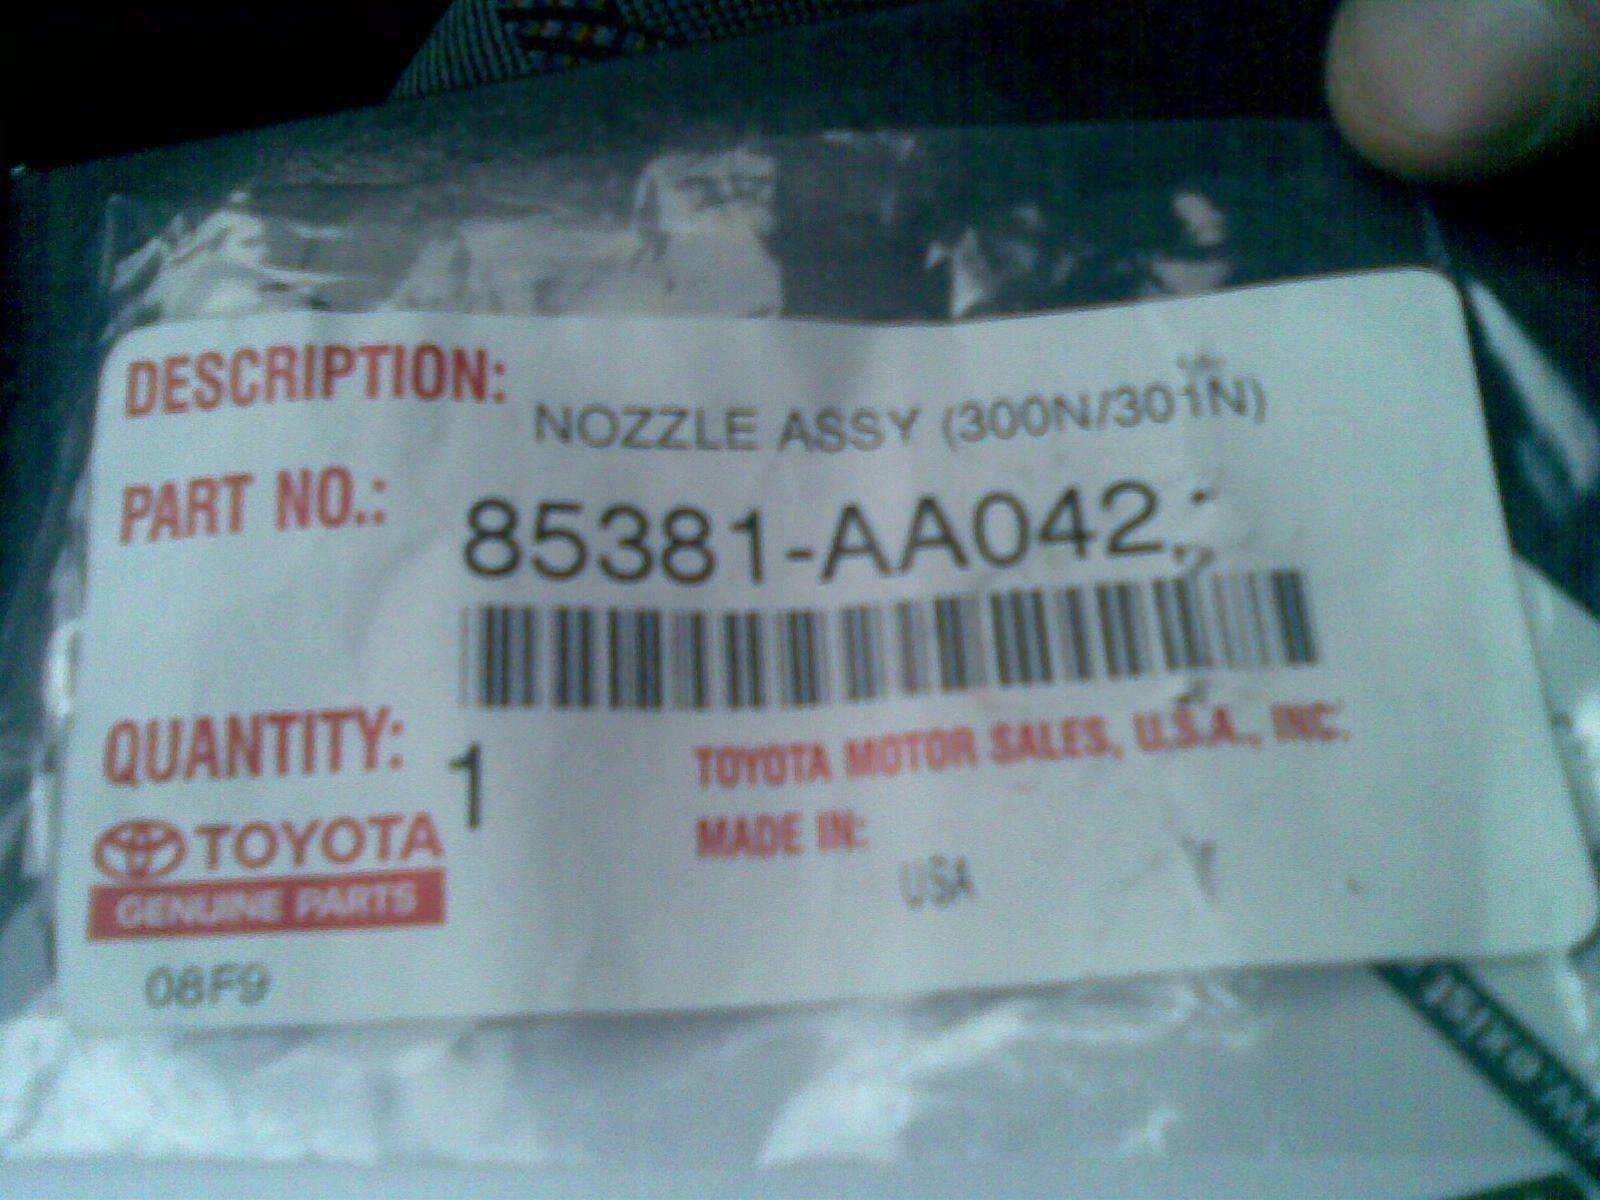 DESCRIPTION:
NOZZLE ASSY (300N/301N)
PART NO.:
85381-AA042
QUANTITY:
1
TOYOTA MOTOR SALES, U.S.A., INC.
MADE IN:
USA
TOYOTA
GENUINE PARTS
08F9